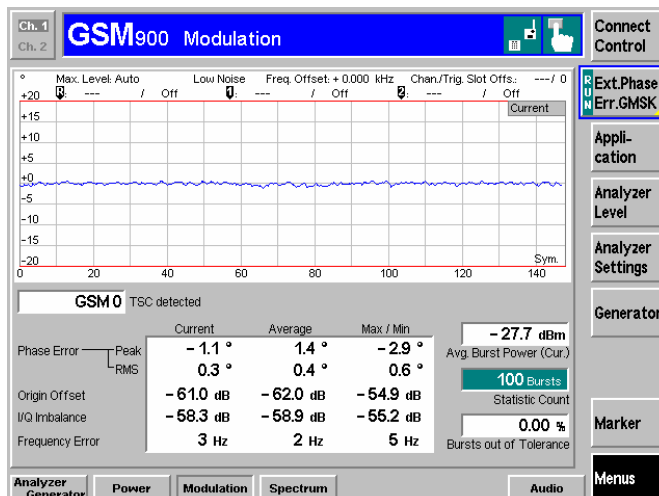 Ch. 1
Ch. 2
GSM900 Modulation
Connect
Control
° Max. Level: Auto Low Noise Freq. Offset: + 0.000 kHz Chan./Trig. Slot Offs.: ---/ 0
R: --- / Off 1: --- / Off 2: --- / Off
RUN
Ext.Phase
Err.GMSK
Current
+20
+15
+10
+5
+0
-5
-10
-15
-20
Sym.
0 20 40 60 80 100 120 140
Appli-
cation
Analyzer
Level
Analyzer
Settings
Generator
GSM 0 TSC detected
Current Average Max / Min
Phase Error Peak - 1.1 ° 1.4 ° - 2.9 °
RMS 0.3 ° 0.4 ° 0.6 °
Origin Offset - 61.0 dB - 62.0 dB - 54.9 dB
I/Q Imbalance - 58.3 dB - 58.9 dB - 55.2 dB
Frequency Error 3 Hz 2 Hz 5 Hz
- 27.7 dBm
Avg. Burst Power (Cur.)
100 Bursts
Statistic Count
0.00 %
Bursts out of Tolerance
Marker
Menus
Analyzer
Generator
Power
Modulation
Spectrum
Audio